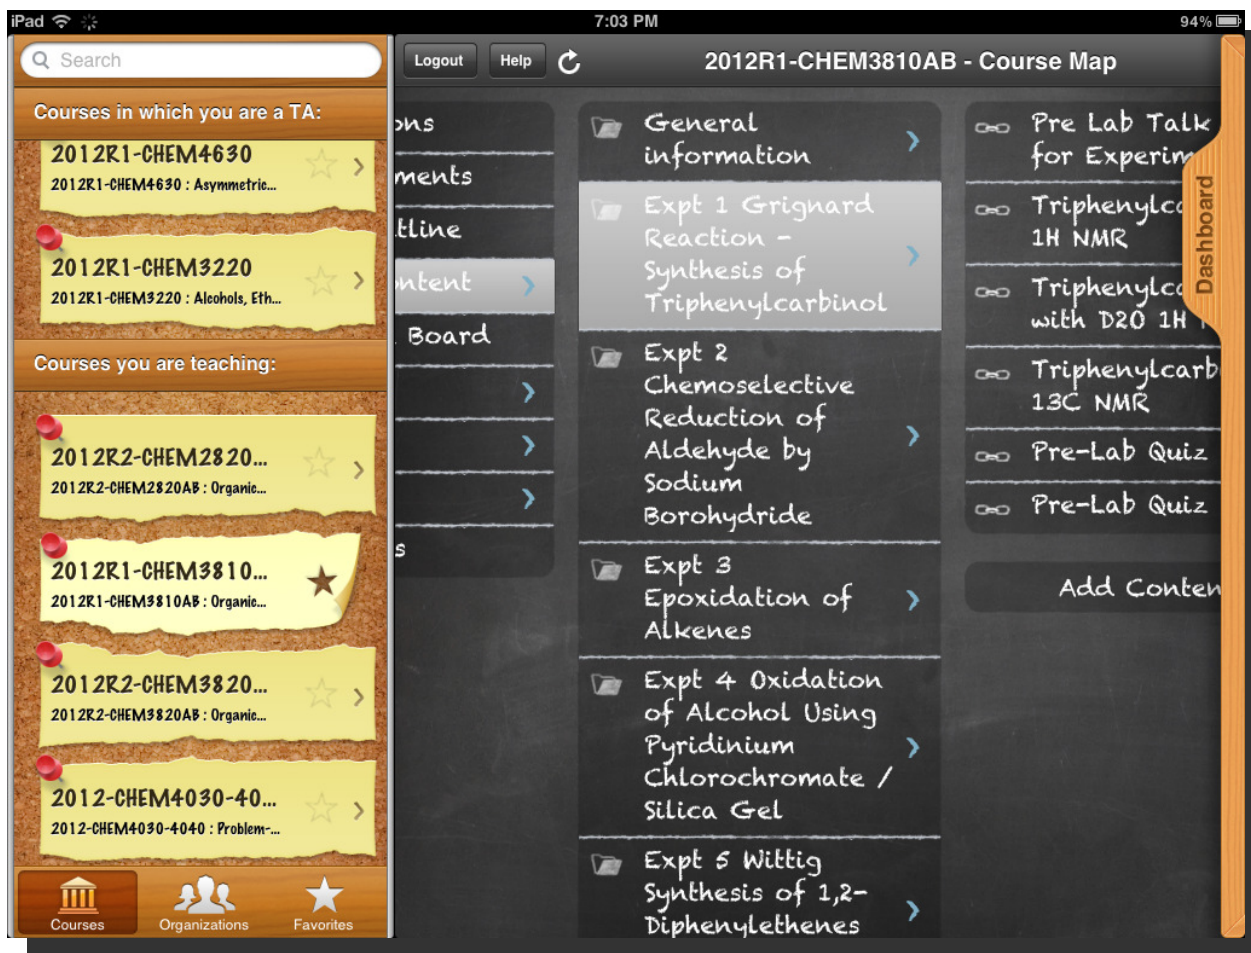 iPad
7:03 PM
94%
Search
Courses in which you are a TA:
2012R1-CHEM4630
2012R1-CHEM4630 : Asymmetric...
2012R1-CHEM3220
2012R1-CHEM3220 : Alcohols, Eth...
Courses you are teaching:
2012R2-CHEM2820...
2012R2-CHEM2820AB : Organic...
2012R1-CHEM3810...
2012R1-CHEM3810AB : Organic...
2012R2-CHEM3820...
2012R2-CHEM3820AB : Organic...
2012-CHEM4030-40...
2012-CHEM4030-4040 : Problem-...
Courses
Organizations
Favorites
Logout
Help
2012R1-CHEM3810AB - Course Map
ons
ments
tline
ntent
Board
s
General
information
Expt 1 Grignard
Reaction -
Synthesis of
Triphenylcarbinol
Expt 2
Chemoselective
Reduction of
Aldehyde by
Sodium
Borohydride
Expt 3
Epoxidation of
Alkenes
Expt 4 Oxidation
of Alcohol Using
Pyridinium
Chlorochromate /
Silica Gel
Expt 5 Wittig
Synthesis of 1,2-
Diphenylethenes
Pre Lab Talk
for Experim
Triphenylc
1H NMR
Triphenylc
with D2O 1H
Triphenylcarb
13C NMR
Pre-Lab Quiz
Pre-Lab Quiz
Add Conten
Dashboard